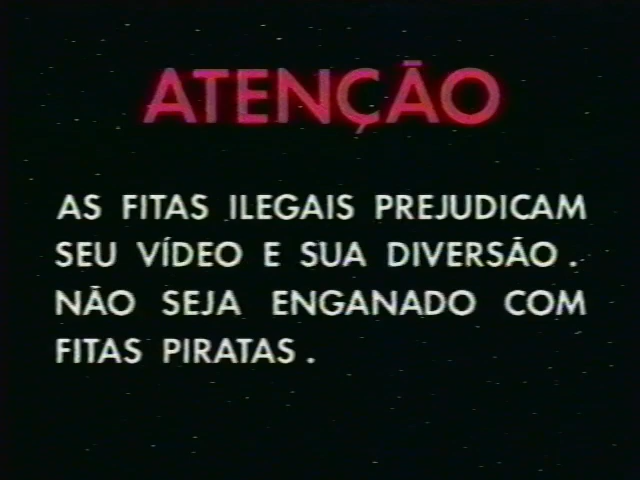 ATENÇÃO
AS FITAS ILEGAIS PREJUDICAM
SEU VÍDEO E SUA DIVERSÃO.
NÃO SEJA ENGANADO COM
FITAS PIRATAS.